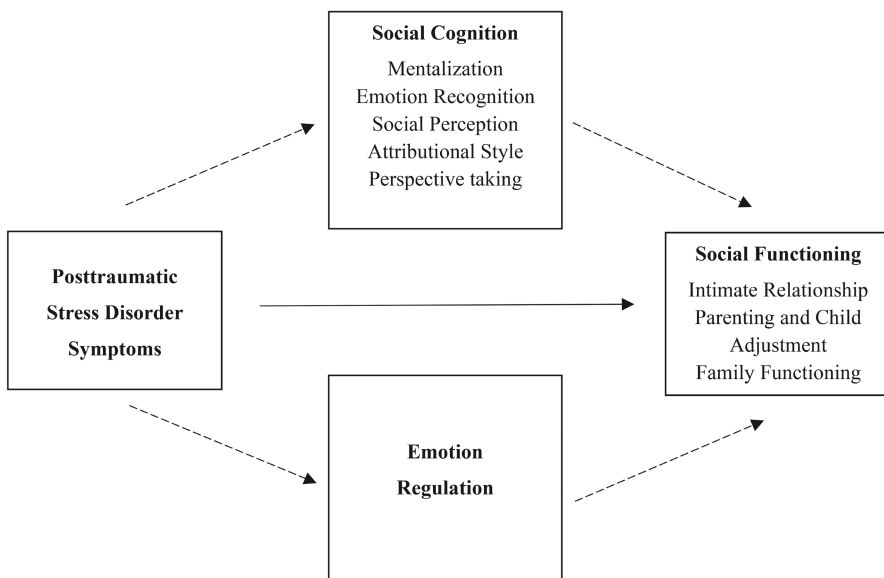 Social Cognition
Mentalization
Emotion Recognition
Social Perception
Attributional Style
Perspective taking
Posttraumatic
Stress Disorder
Symptoms
Social Functioning
Intimate Relationship
Parenting and Child
Adjustment
Family Functioning
Emotion
Regulation